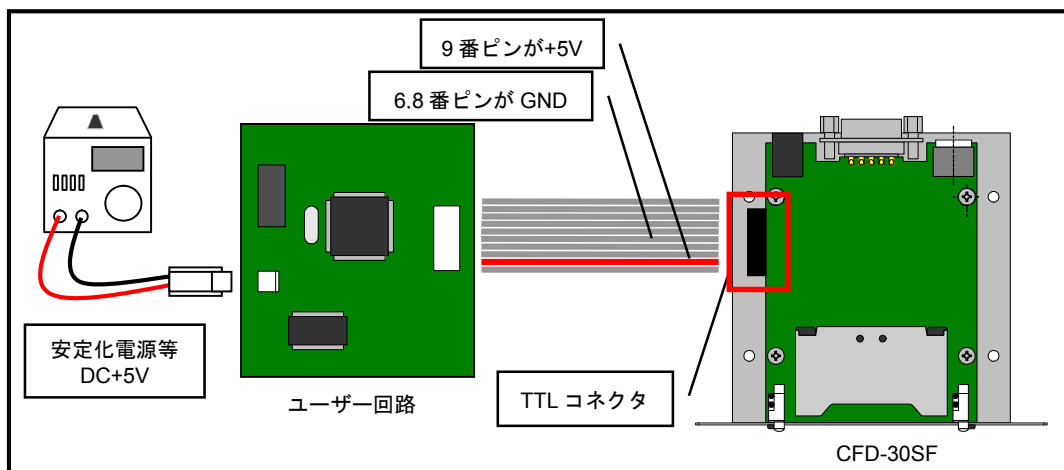 9 番ピンが+5V
6,8 番ピンが GND
安定化電源等
DC+5V
ユーザー回路
TTL コネクタ
CFD-30SF